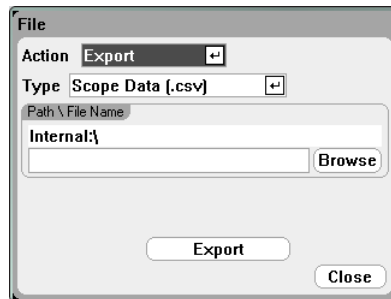 File
Action Export
Type Scope Data (.csv)
Path \ File Name
Internal:\
Browse
Export
Close